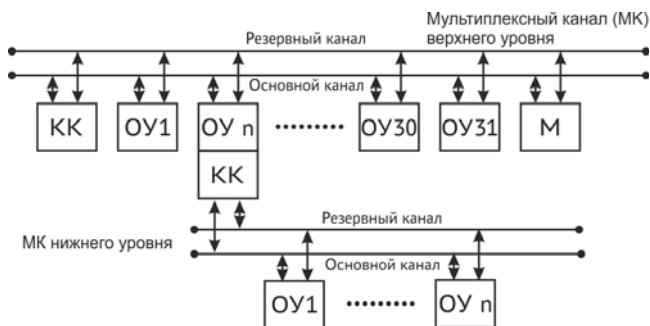 Мультиплексный канал (МК)
верхнего уровня
Резервный канал
Основной канал
КК ОУ1 ОУ n ОУ30 ОУ31 М
КК
Резервный канал
МК нижнего уровня
Основной канал
ОУ1 ОУ n